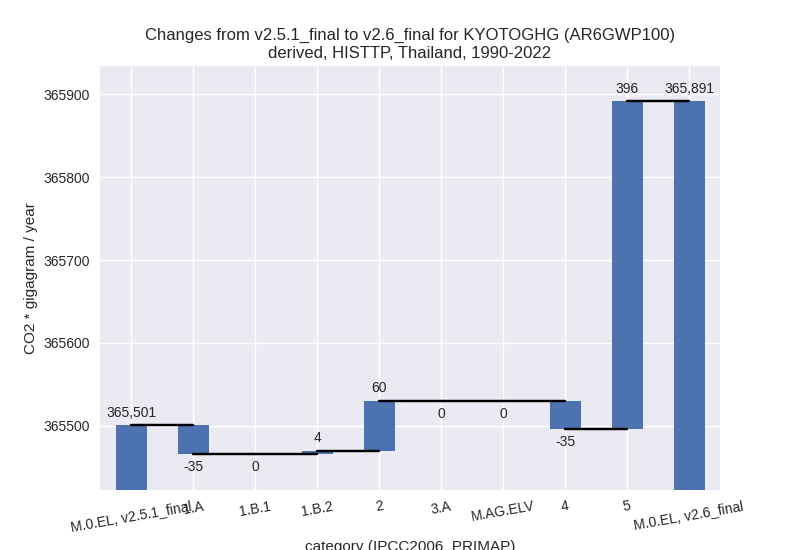 Changes from v2.5.1_final to v2.6_final for KYOTOGHG (AR6GWP100)
derived, HISTTP, Thailand, 1990-2022
CO2 * gigagram / year
365900
365800
365700
365600
365500
365,501
-35
0
4
60
0
0
-35
396
365,891
M.0.EL, v2.5.1_final
1.A
1.B.1
1.B.2
2
3.A
M.AG.ELV
4
5
M.0.EL, v2.6_final
category (IPCC2006_PRIMAP)